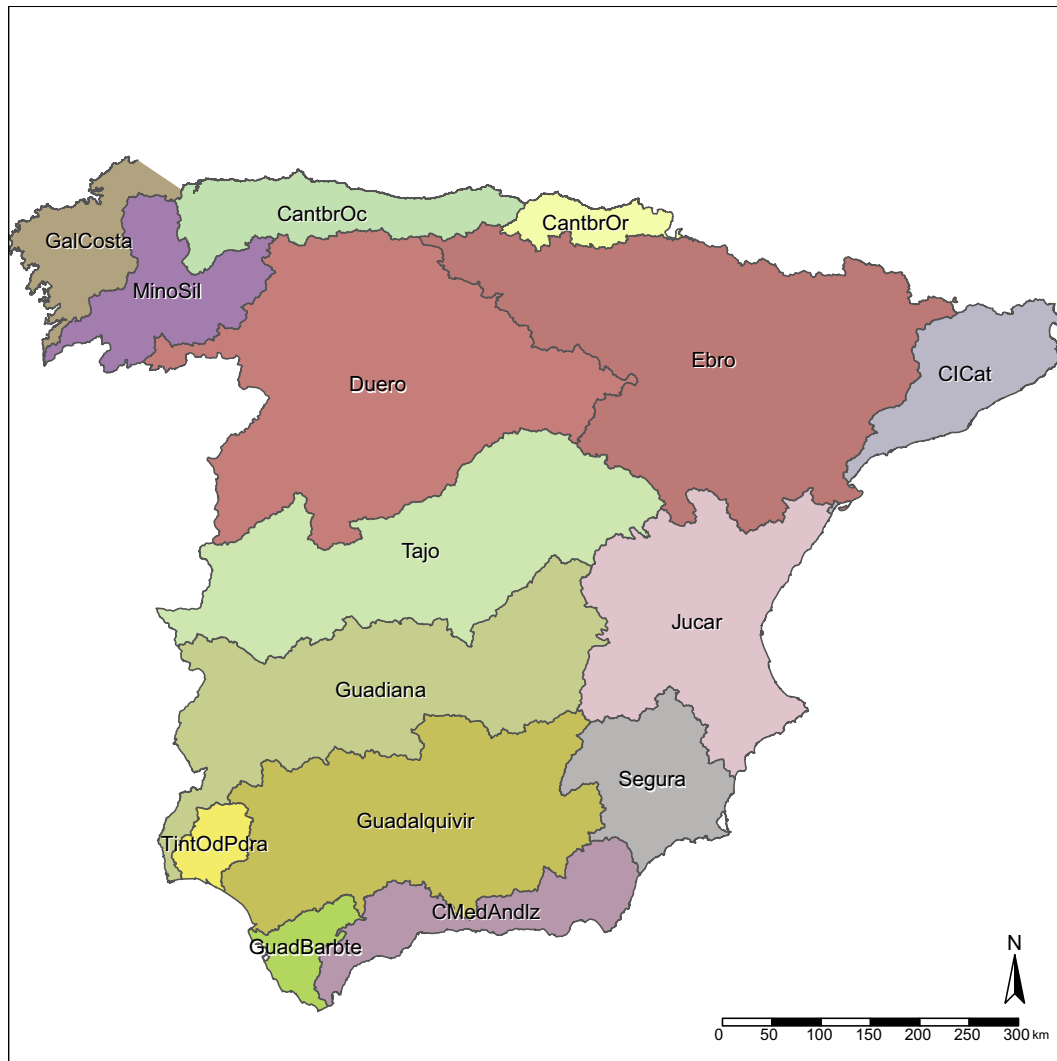 CantbrOc
CantbrOr
GalCosta
MinoSil
Ebro
CICat
Duero
Tajo
Jucar
Guadiana
Segura
Guadalquivir
TintOdPdra
CMedAndlz
GuadBarbte
N
0 50 100 150 200 250 300 km